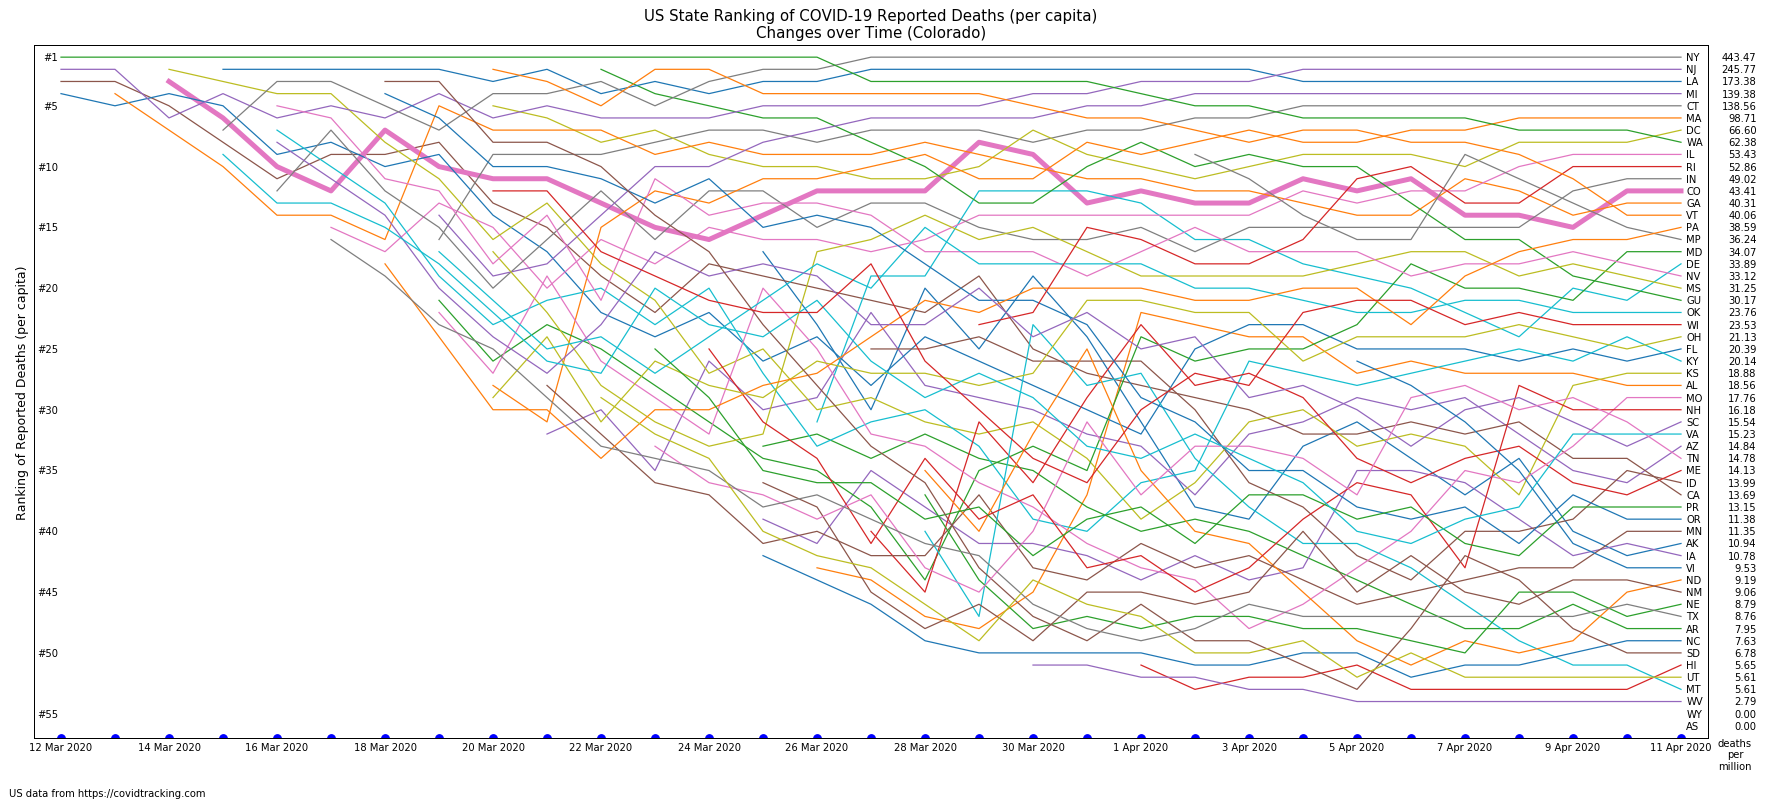 US State Ranking of COVID-19 Reported Deaths (per capita)
Changes over Time (Colorado)
Ranking of Reported Deaths (per capita)
#1
#5
#10
#15
#20
#25
#30
#35
#40
#45
#50
#55
NY 443.47
NJ 245.77
LA 173.38
MI 139.38
CT 138.56
MA 98.71
DC 66.60
WA 62.38
IL 53.43
RI 52.86
IN 49.02
CO 43.41
GA 40.31
VT 40.06
PA 38.59
MP 36.24
MD 34.07
DE 33.89
NV 33.12
MS 31.25
GU 30.17
OK 23.76
WI 23.53
OH 21.13
FL 20.39
KY 20.14
KS 18.88
AL 18.56
MO 17.76
NH 16.18
SC 15.54
VA 15.23
AZ 14.84
TN 14.78
ME 14.13
ID 13.99
CA 13.69
PR 13.15
OR 11.38
MN 11.35
AK 10.94
IA 10.78
VI 9.53
ND 9.19
NM 9.06
NE 8.79
TX 8.76
AR 7.95
NC 7.63
SD 6.78
HI 5.65
UT 5.61
MT 5.61
WV 2.79
WY 0.00
AS 0.00
12 Mar 2020 14 Mar 2020 16 Mar 2020 18 Mar 2020 20 Mar 2020 22 Mar 2020 24 Mar 2020 26 Mar 2020 28 Mar 2020 30 Mar 2020 1 Apr 2020 3 Apr 2020 5 Apr 2020 7 Apr 2020 9 Apr 2020 11 Apr 2020
deaths
per
million
US data from https://covidtracking.com